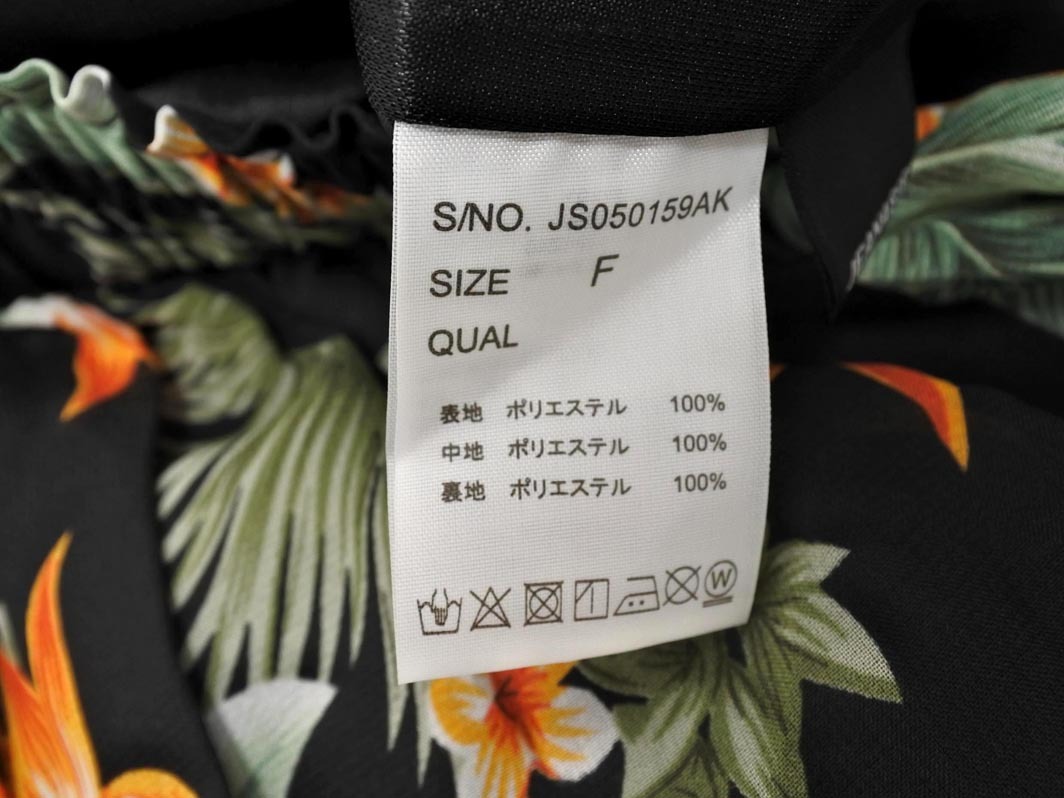 S/NO. JS050159AK
SIZE F
QUAL
表地 ポリエステル 100%
中地 ポリエステル 100%
裏地 ポリエステル 100%
W